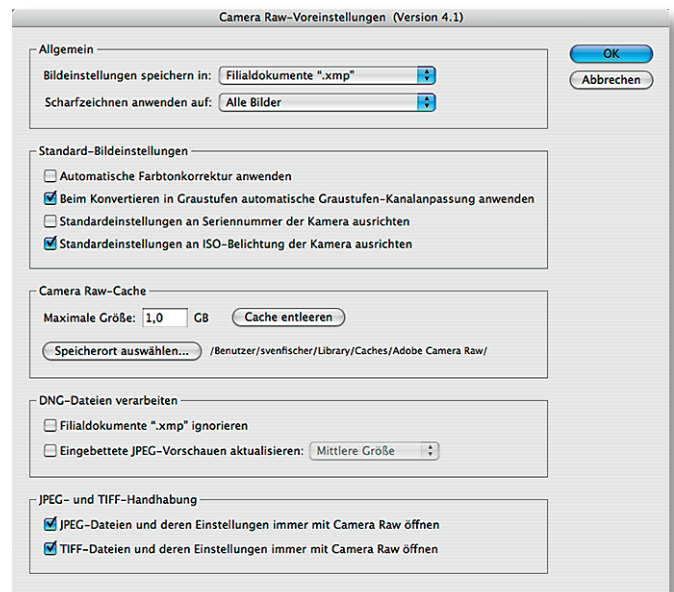 Camera Raw-Voreinstellungen (Version 4.1)
Allgemein
Bildeinstellungen speichern in: Filialdokumente ".xmp"
Scharfzeichnen anwenden auf: Alle Bilder
OK
Abbrechen
Standard-Bildeinstellungen
Automatische Farbtonkorrektur anwenden
Beim Konvertieren in Graustufen automatische Graustufen-Kanalanpassung anwenden
Standardeinstellungen an Seriennummer der Kamera ausrichten
Standardeinstellungen an ISO-Belichtung der Kamera ausrichten
Camera Raw-Cache
Maximale Größe: 1,0 GB Cache entleeren
Speicherort auswählen... /Benutzer/svenfischer/Library/Caches/Adobe Camera Raw/
DNG-Dateien verarbeiten
Filialdokumente ".xmp" ignorieren
Eingebettete JPEG-Vorschauen aktualisieren: Mittlere Größe
JPEG- und TIFF-Handhabung
JPEG-Dateien und deren Einstellungen immer mit Camera Raw öffnen
TIFF-Dateien und deren Einstellungen immer mit Camera Raw öffnen